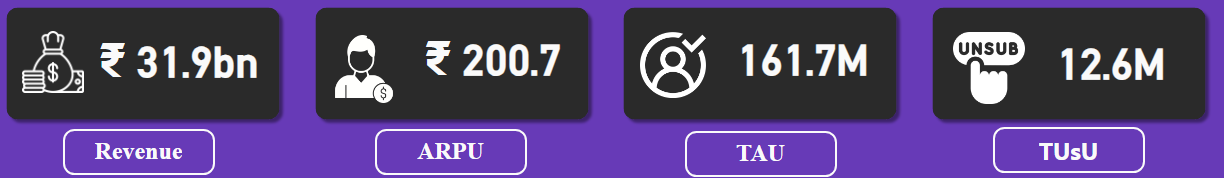 ₹ 31.9bn
Revenue
₹ 200.7
ARPU
161.7M
TAU
UNSUB
12.6M
TUsU